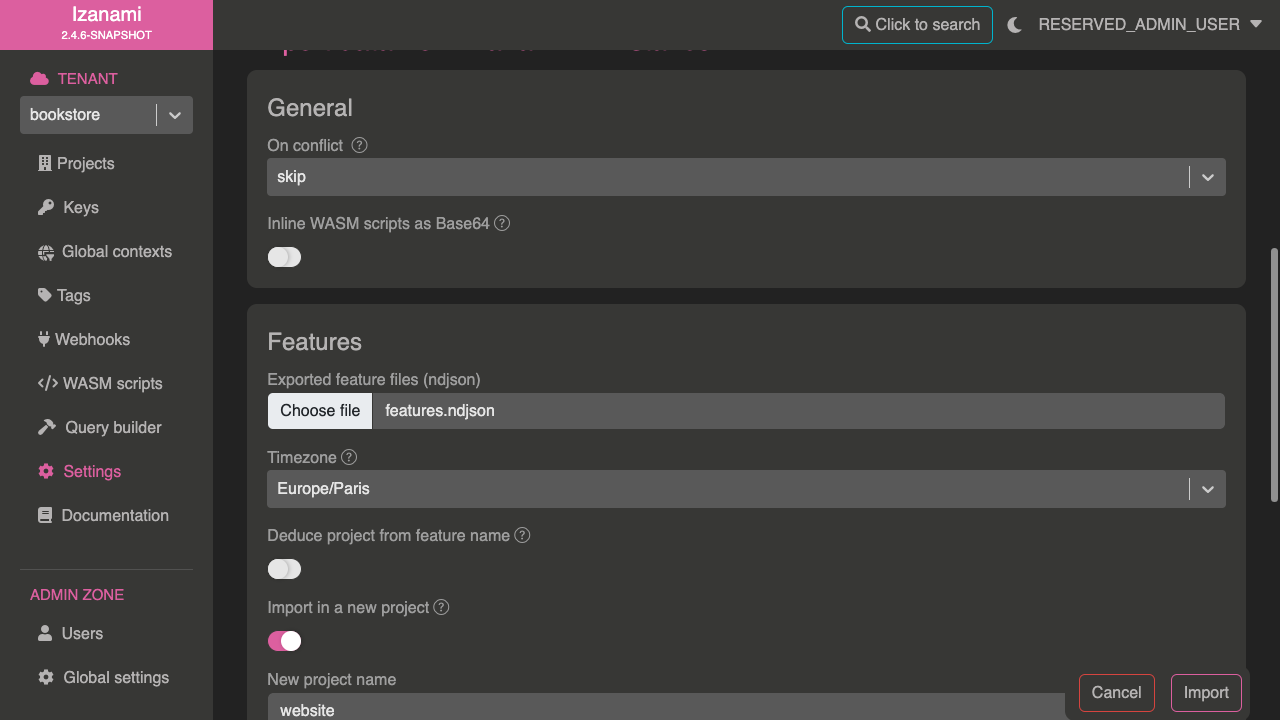 Izanami
2.4.6-SNAPSHOT
Click to search
RESERVED_ADMIN_USER
TENANT
bookstore
Projects
Keys
Global contexts
Tags
Webhooks
WASM scripts
Query builder
Settings
Documentation
ADMIN ZONE
Users
Global settings
General
On conflict
skip
Inline WASM scripts as Base64
Features
Exported feature files (ndjson)
Choose file features.ndjson
Timezone
Europe/Paris
Deduce project from feature name
Import in a new project
New project name
website
Cancel
Import